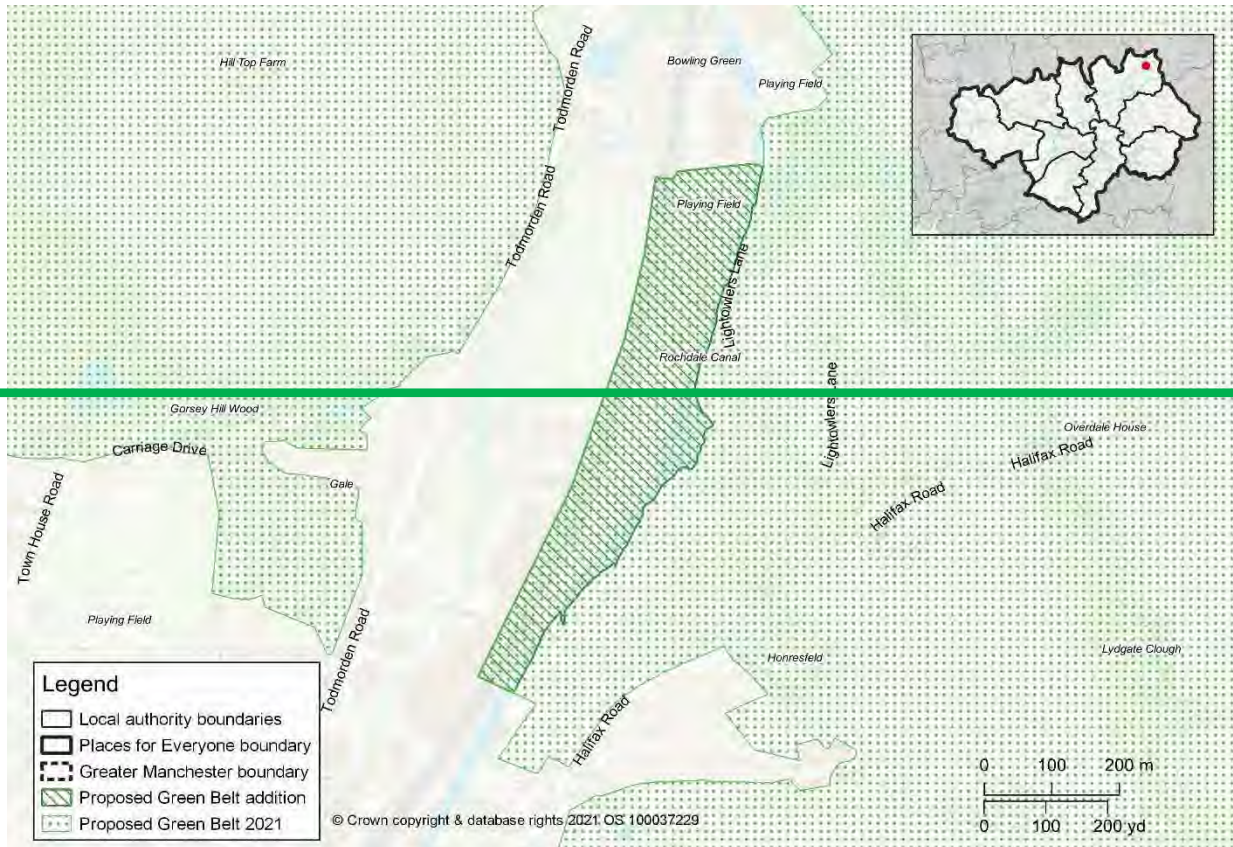 Hill Top Farm
Todmorden Road
Bowling Green
Playing Field
Todmorden Road
Playing Field
Lightowlers Lane
Rochdale Canal
Lightowlers Lane
Gorsey Hill Wood
Carriage Drive
Overdale House
Halifax Road
Gale
Halifax Road
Town House Road
Playing Field
Todmorden Road
Honresfeld
Lydgate Clough
Halifax Road
Legend
Local authority boundaries
Places for Everyone boundary
Greater Manchester boundary
Proposed Green Belt addition
Proposed Green Belt 2021
© Crown copyright & database rights 2021 OS 100037229
0 100 200 m
0 100 200 yd